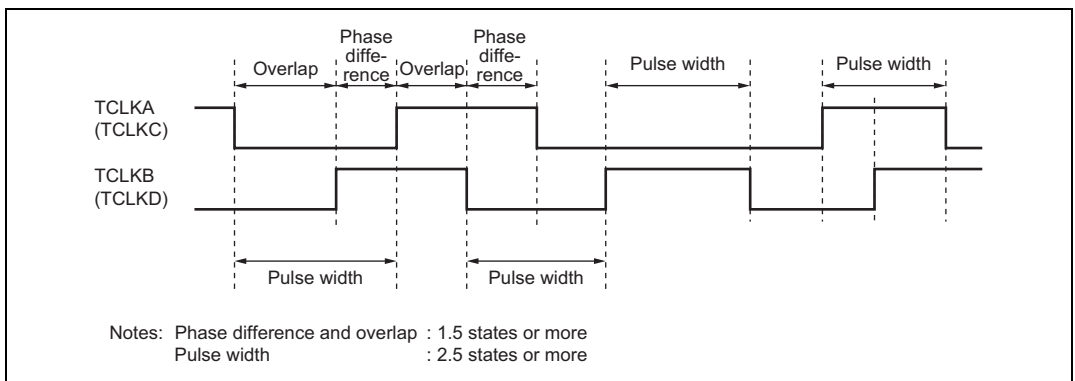 Overlap
Phase
diffe-
rence
Overlap
Phase
diffe-
rence
Pulse width
Pulse width
TCLKA
(TCLKC)
TCLKB
(TCLKD)
Pulse width
Pulse width
Notes: Phase difference and overlap : 1.5 states or more
Pulse width : 2.5 states or more